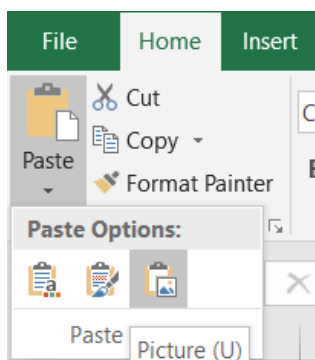 File Home Insert
Cut
Copy
Paste
Format Painter
Paste Options:
a
Paste
Picture (U)